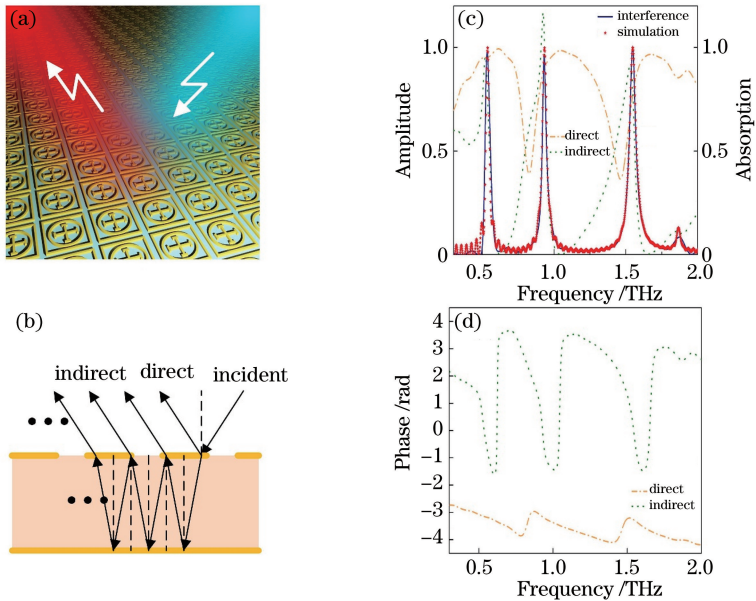 (a)
(b)
indirect
direct
incident
(c)
interference
simulation
1.0
0.5
0
Amplitude
direct
indirect
1.0
0.5
0
Absorption
0.5
1.0
1.5
2.0
Frequency /THz
(d)
4
3
2
1
0
−1
−2
−3
−4
Phase /rad
direct
indirect
0.5
1.0
1.5
2.0
Frequency /THz